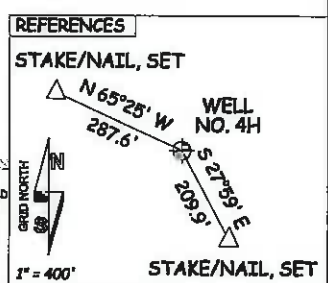 REFERENCES
STAKE/NAIL, SET
N 65°25' W
287.6'
WELL
NO. 4H
S 27°59' E
209.9'
GRID NORTH
N
S
1" = 400'
STAKE/NAIL, SET